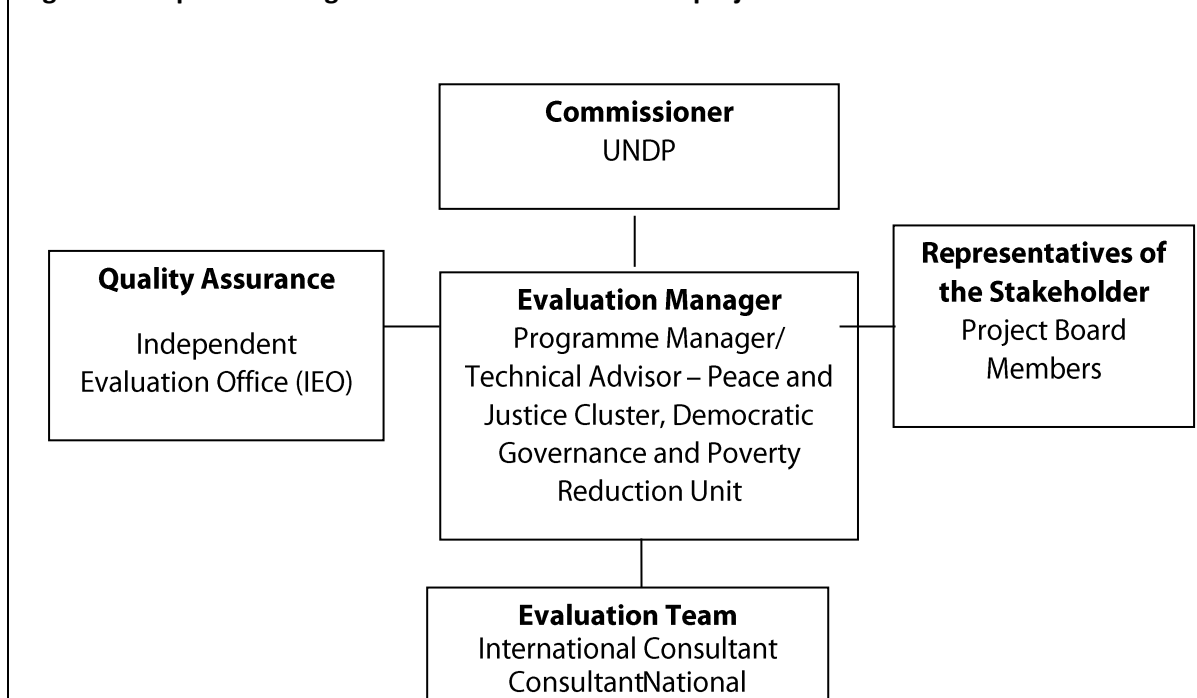 Commissioner
UNDP
Quality Assurance
Independent
Evaluation Office (IEO)
Evaluation Manager
Programme Manager/
Technical Advisor – Peace and
Justice Cluster, Democratic
Governance and Poverty
Reduction Unit
Representatives of
the Stakeholder
Project Board
Members
Evaluation Team
International Consultant
ConsultantNational